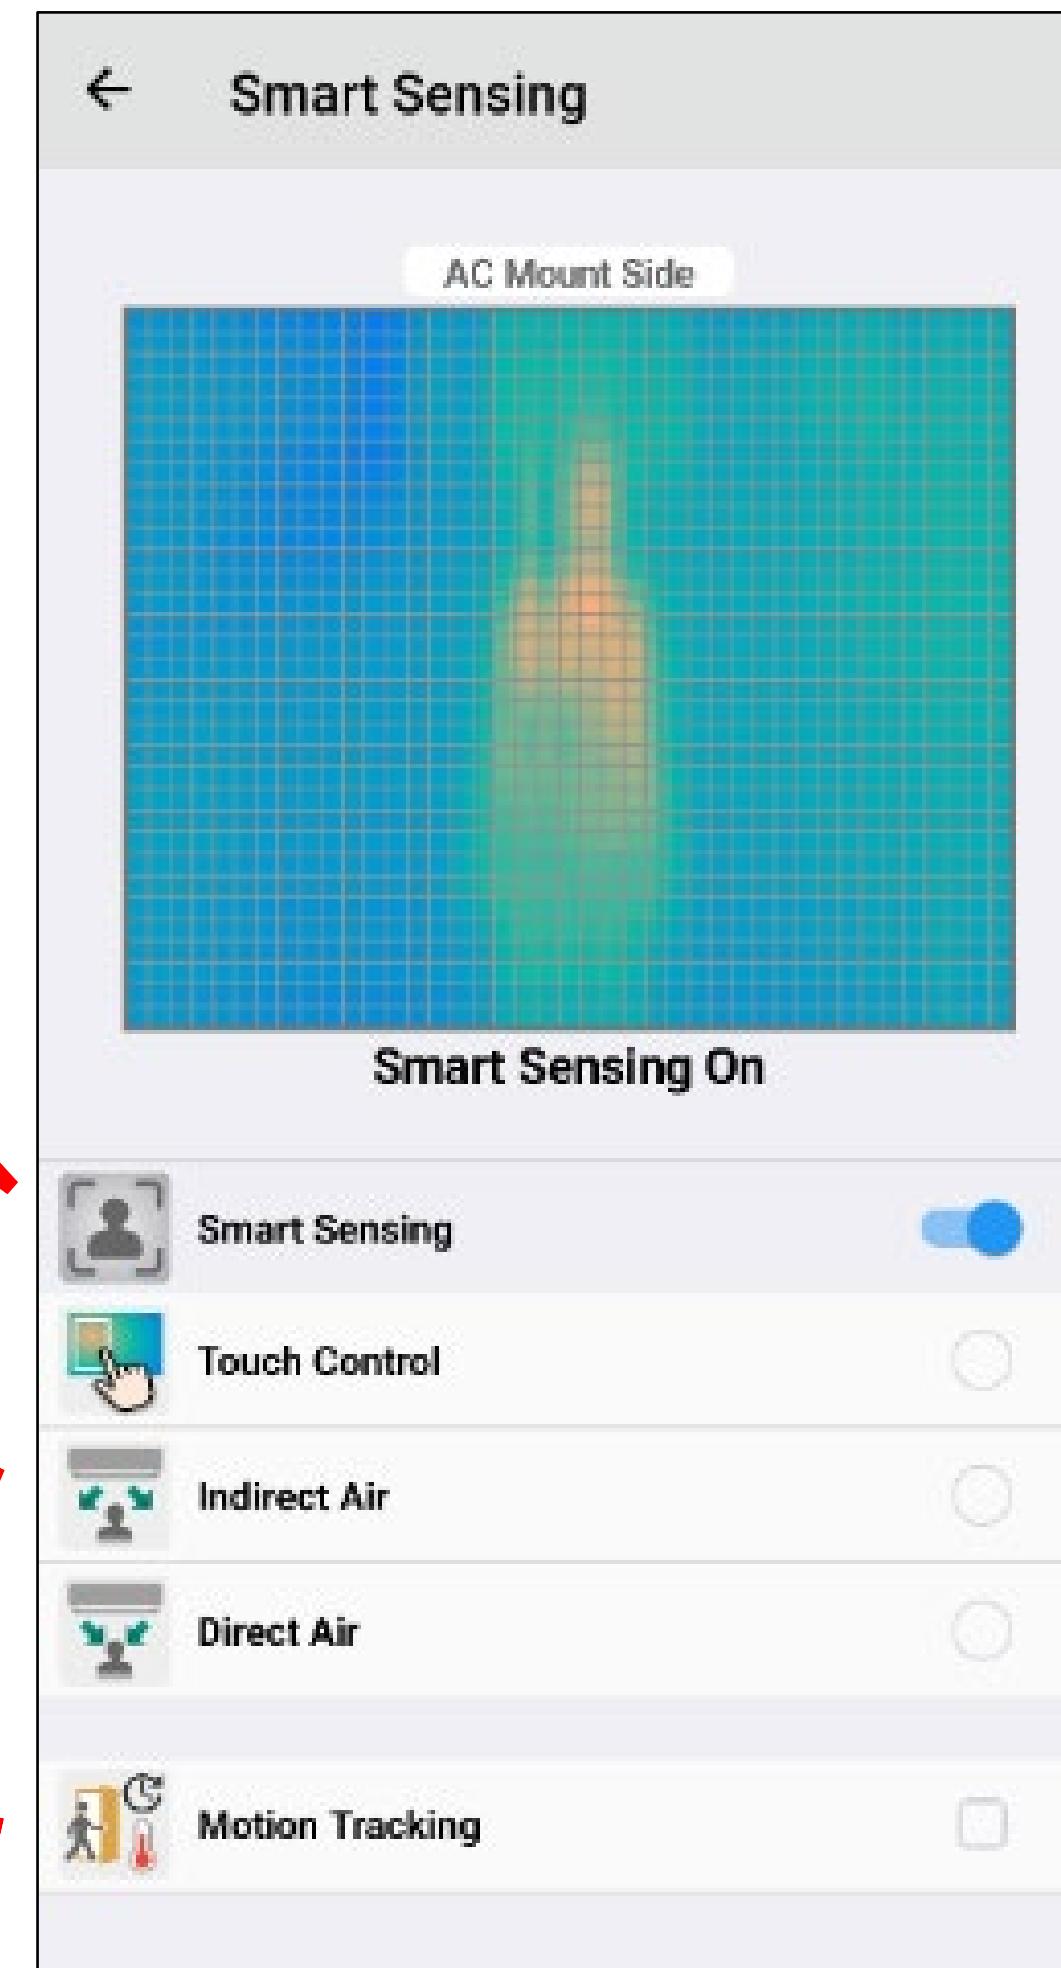 Smart Sensing
AC Mount Side
Smart Sensing On
Smart Sensing
Touch Control
Indirect Air
Direct Air
Motion Tracking